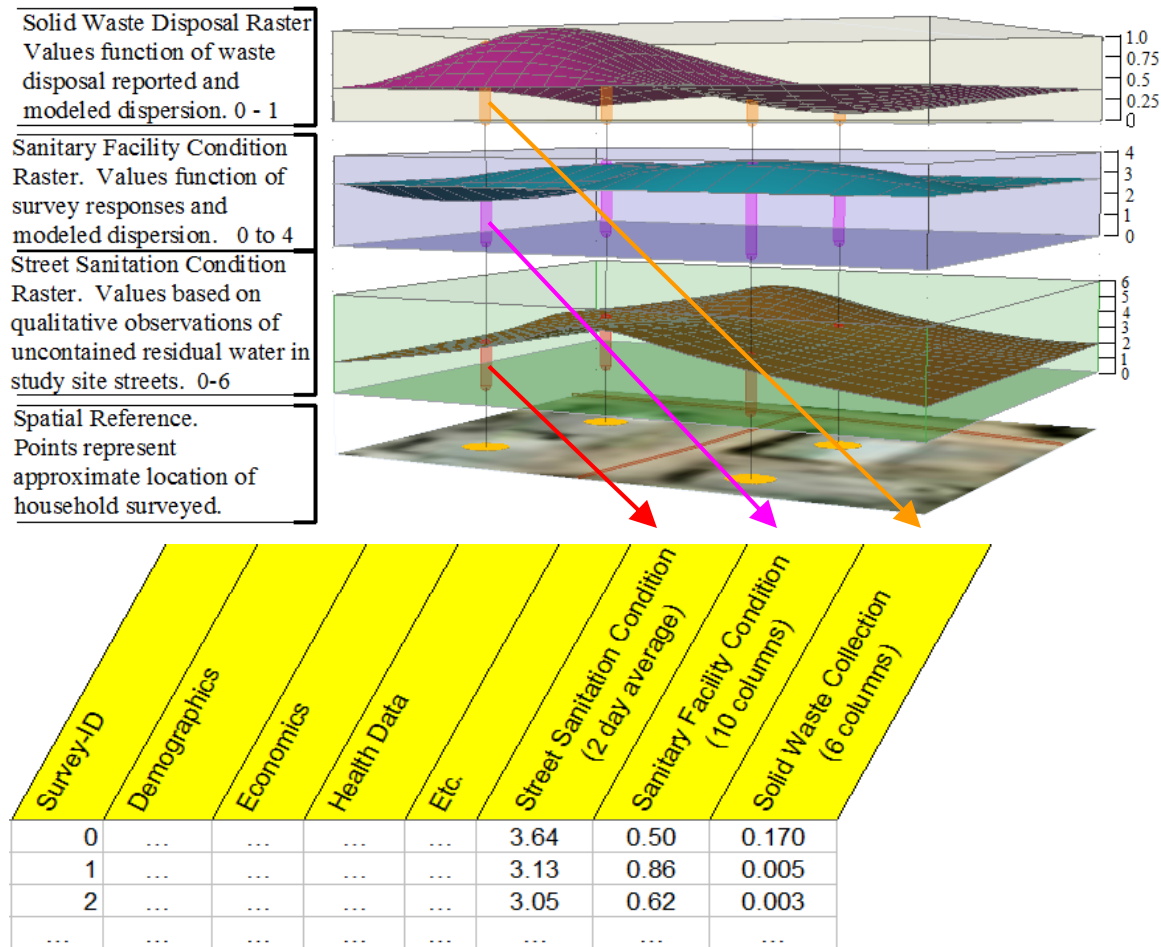 Solid Waste Disposal Raster
Values function of waste
disposal reported and
modeled dispersion. 0 - 1
1.0
0.75
0.5
0.25
0
Sanitary Facility Condition
Raster. Values function of
survey responses and
modeled dispersion. 0 to 4
4
3
2
1
0
Street Sanitation Condition
Raster. Values based on
qualitative observations of
uncontained residual water in
study site streets. 0-6
6
5
4
3
2
1
0
Spatial Reference.
Points represent
approximate location of
household surveyed.
Survey-ID
Demographics
Economics
Health Data
Etc.
Street Sanitation Condition
(2 day average)
Sanitary Facility Condition
(10 columns)
Solid Waste Collection
(6 columns)
0 ... ... ... ... 3.64 0.50 0.170
1 ... ... ... ... 3.13 0.86 0.005
2 ... ... ... ... 3.05 0.62 0.003
... ... ... ... ... ... ... ...